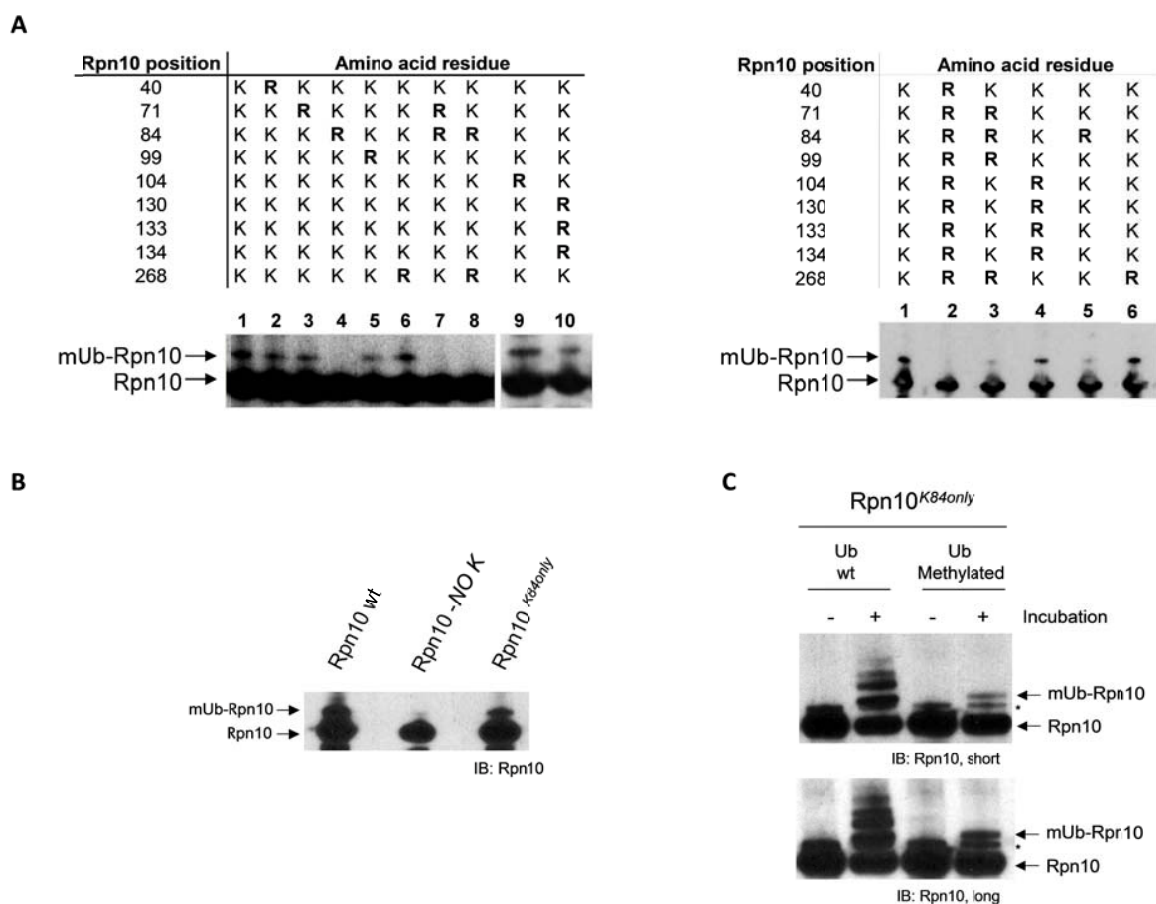 A
Rpn10 position Amino acid residue
40 K R K K K K K K K K
71 K K R K K K R K K K
84 K K K R K K R R K K
99 K K K K R K K K K K
104 K K K K K K K K R K
130 K K K K K K K K K R
133 K K K K K K K K K R
134 K K K K K K K K K R
268 K K K K K R K R K K
1 2 3 4 5 6 7 8 9 10
mUb-Rpn10
Rpn10
Rpn10 position Amino acid residue
40 K R K K K K
71 K R R K K K
84 K R R K R K
99 K R R K K K
104 K R K R K K
130 K R K R K K
133 K R K R K K
134 K R K R K K
268 K R R K K R
1 2 3 4 5 6
mUb-Rpn10
Rpn10
B
Rpn10 wt
Rpn10 -NO K
Rpn10 K84only
mUb-Rpn10
Rpn10
IB: Rpn10
C
Rpn10 K84only
Ub Ub
wt Methylated
- + - + Incubation
mUb-Rpn10
*
Rpn10
IB: Rpn10, short
mUb-Rpn10
*
Rpn10
IB: Rpn10, long